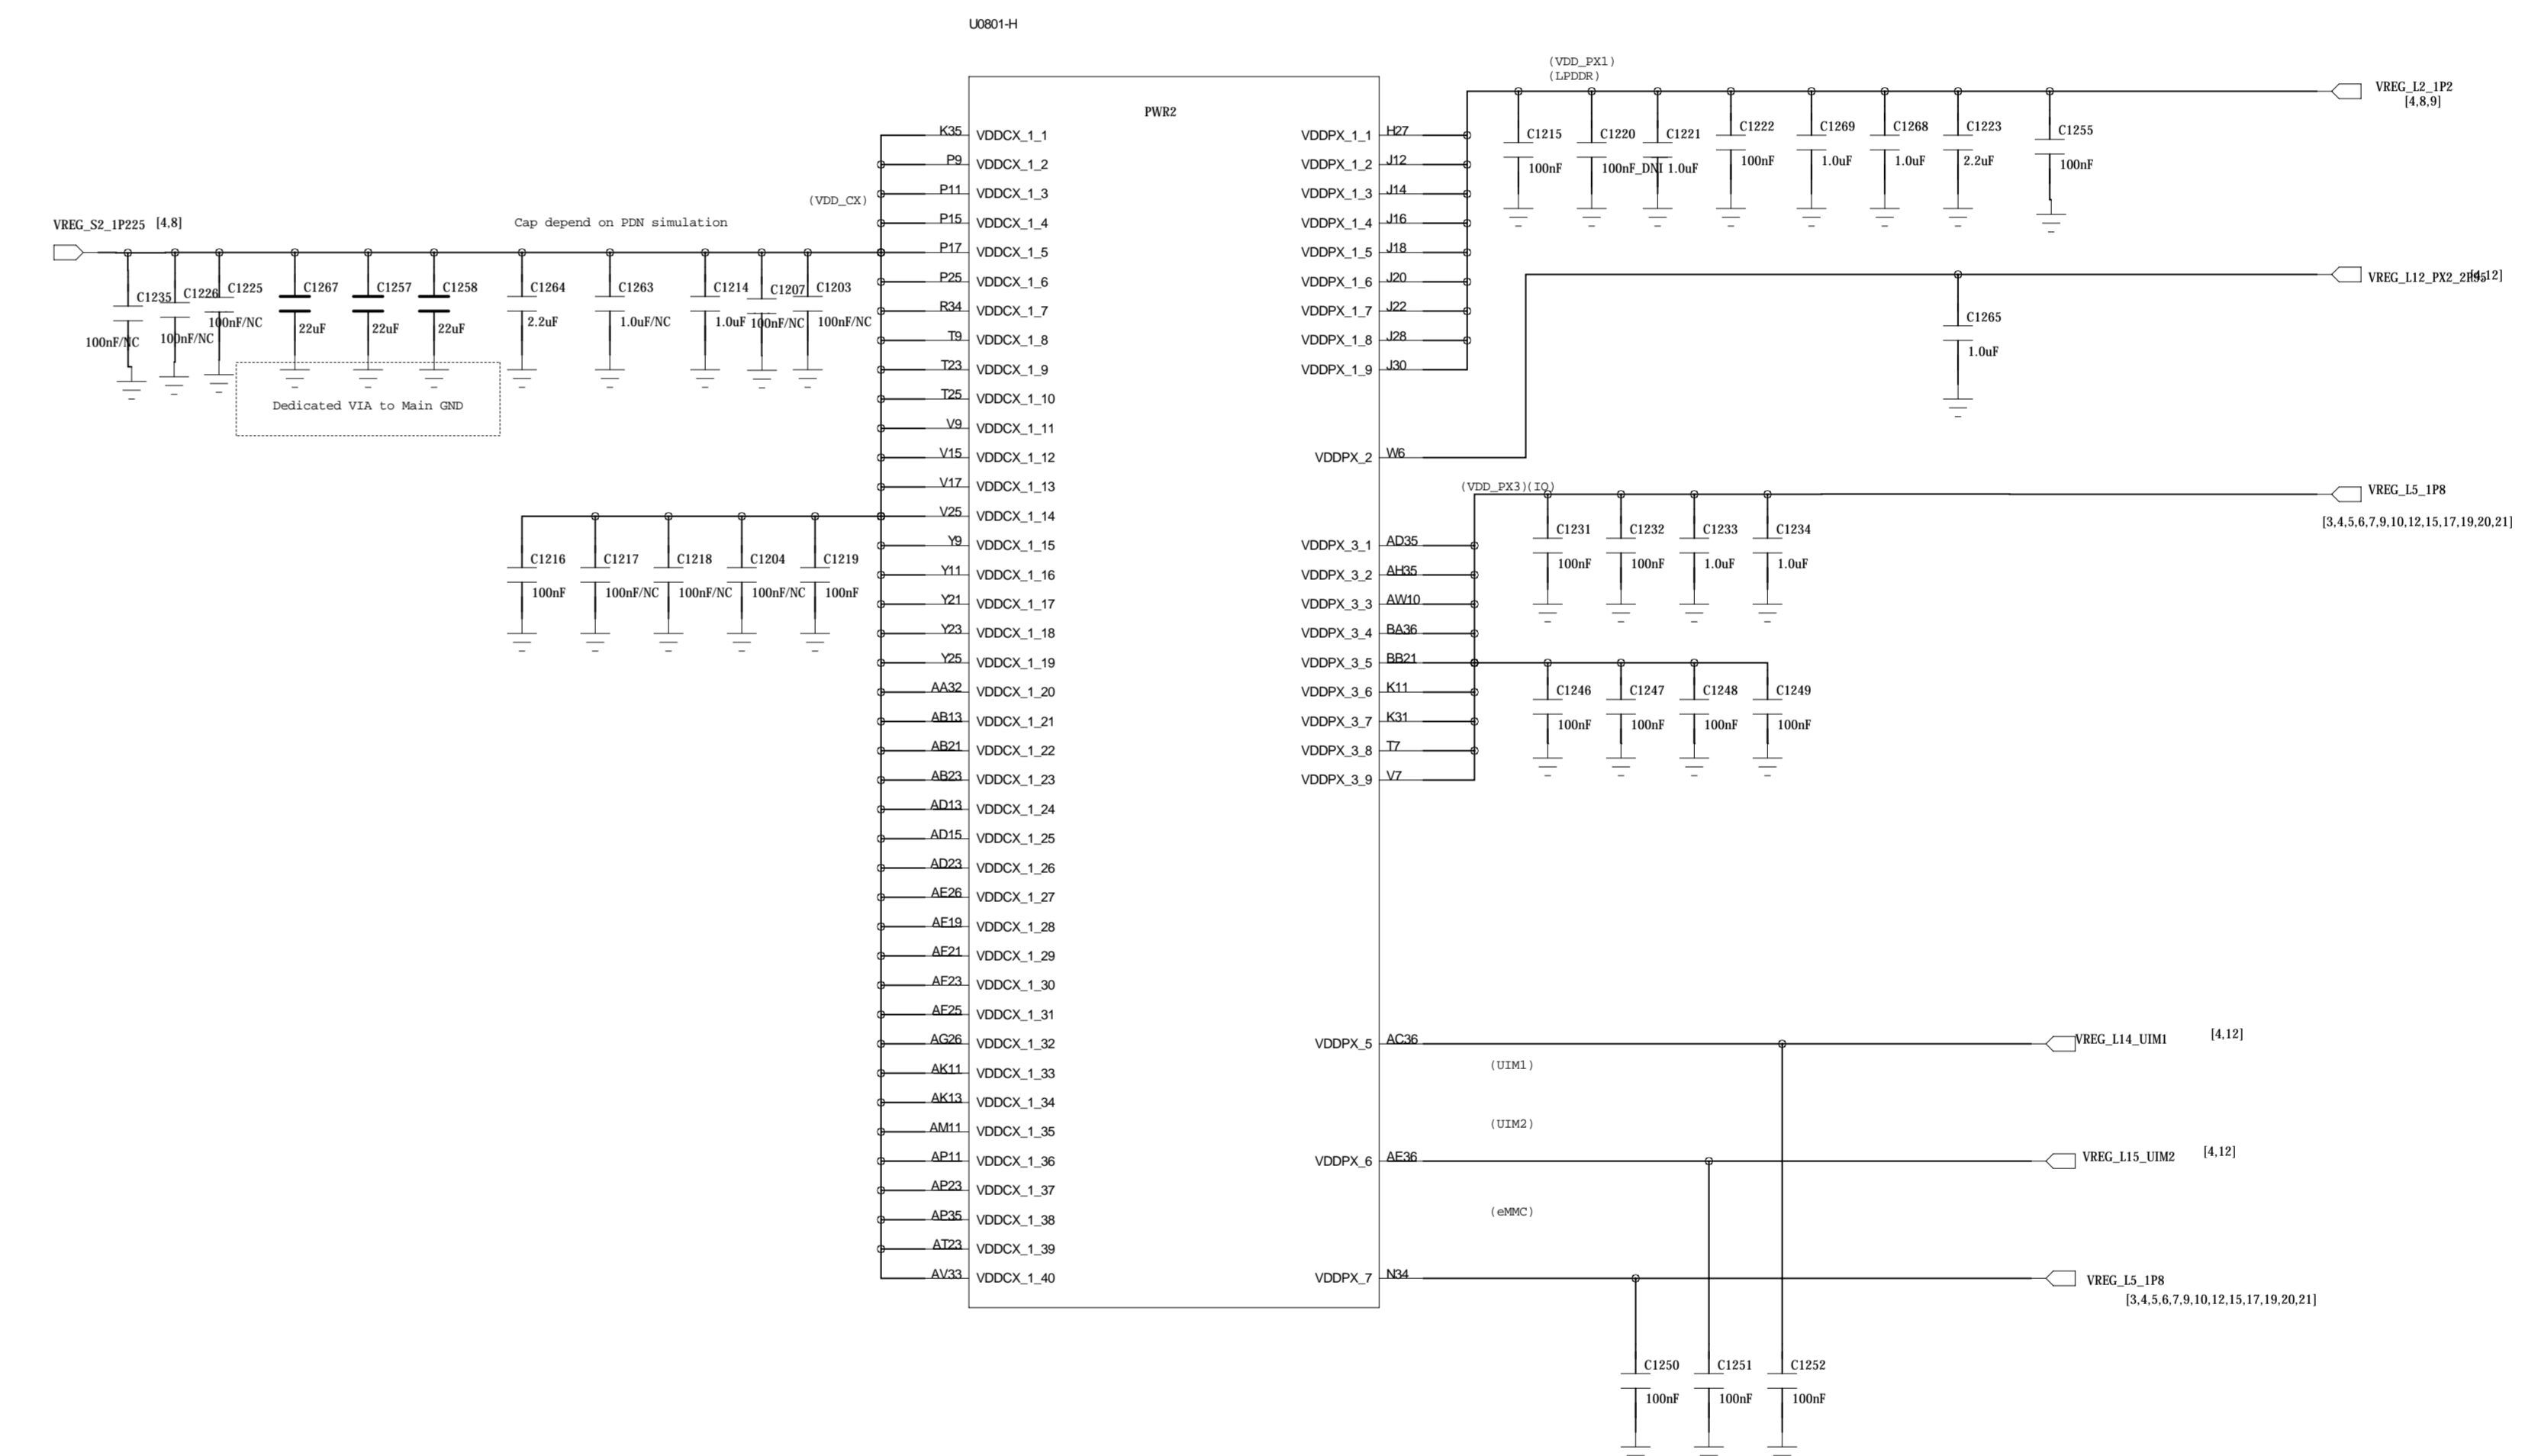 U0801-H
PWR2
VREG_S2_1P225 [4,8]
(VDD_CX)
Cap depend on PDN simulation
C1235
100nF/NC
C1226
100nF/NC
C1225
100nF/NC
C1267
22uF
C1257
22uF
C1258
22uF
C1264
2.2uF
C1263
1.0uF/NC
C1214
1.0uF
C1207
100nF/NC
C1203
100nF/NC
Dedicated VIA to Main GND
C1216
100nF
C1217
100nF/NC
C1218
100nF/NC
C1204
100nF/NC
C1219
100nF
K35 VDDCX_1_1
P9 VDDCX_1_2
P11 VDDCX_1_3
P15 VDDCX_1_4
P17 VDDCX_1_5
P25 VDDCX_1_6
R34 VDDCX_1_7
T9 VDDCX_1_8
T23 VDDCX_1_9
T25 VDDCX_1_10
V9 VDDCX_1_11
V15 VDDCX_1_12
V17 VDDCX_1_13
V25 VDDCX_1_14
Y9 VDDCX_1_15
Y11 VDDCX_1_16
Y21 VDDCX_1_17
Y23 VDDCX_1_18
Y25 VDDCX_1_19
AA32 VDDCX_1_20
AB13 VDDCX_1_21
AB21 VDDCX_1_22
AB23 VDDCX_1_23
AD13 VDDCX_1_24
AD15 VDDCX_1_25
AD23 VDDCX_1_26
AE26 VDDCX_1_27
AF19 VDDCX_1_28
AF21 VDDCX_1_29
AF23 VDDCX_1_30
AF25 VDDCX_1_31
AG26 VDDCX_1_32
AK11 VDDCX_1_33
AK13 VDDCX_1_34
AM11 VDDCX_1_35
AP11 VDDCX_1_36
AP23 VDDCX_1_37
AP35 VDDCX_1_38
AT23 VDDCX_1_39
AV33 VDDCX_1_40
VDDPX_1_1 H27
VDDPX_1_2 J12
VDDPX_1_3 J14
VDDPX_1_4 J16
VDDPX_1_5 J18
VDDPX_1_6 J20
VDDPX_1_7 J22
VDDPX_1_8 J28
VDDPX_1_9 J30
VDDPX_2 W6
VDDPX_3_1 AD35
VDDPX_3_2 AH35
VDDPX_3_3 AW10
VDDPX_3_4 BA36
VDDPX_3_5 BB21
VDDPX_3_6 K11
VDDPX_3_7 K31
VDDPX_3_8 T7
VDDPX_3_9 V7
VDDPX_5 AC36
VDDPX_6 AE36
VDDPX_7 N34
(VDD_PX1)
(LPDDR)
C1215
100nF
C1220
100nF_DNI
C1221
1.0uF
C1222
100nF
C1269
1.0uF
C1268
1.0uF
C1223
2.2uF
C1255
100nF
VREG_L2_1P2
[4,8,9]
VREG_L12_PX2_2P95 [4,12]
C1265
1.0uF
(VDD_PX3)(IO)
VREG_L5_1P8
[3,4,5,6,7,9,10,12,15,17,19,20,21]
C1231
100nF
C1232
100nF
C1233
1.0uF
C1234
1.0uF
C1246
100nF
C1247
100nF
C1248
100nF
C1249
100nF
VREG_L14_UIM1 [4,12]
(UIM1)
(UIM2)
VREG_L15_UIM2 [4,12]
(eMMC)
VREG_L5_1P8
[3,4,5,6,7,9,10,12,15,17,19,20,21]
C1250
100nF
C1251
100nF
C1252
100nF